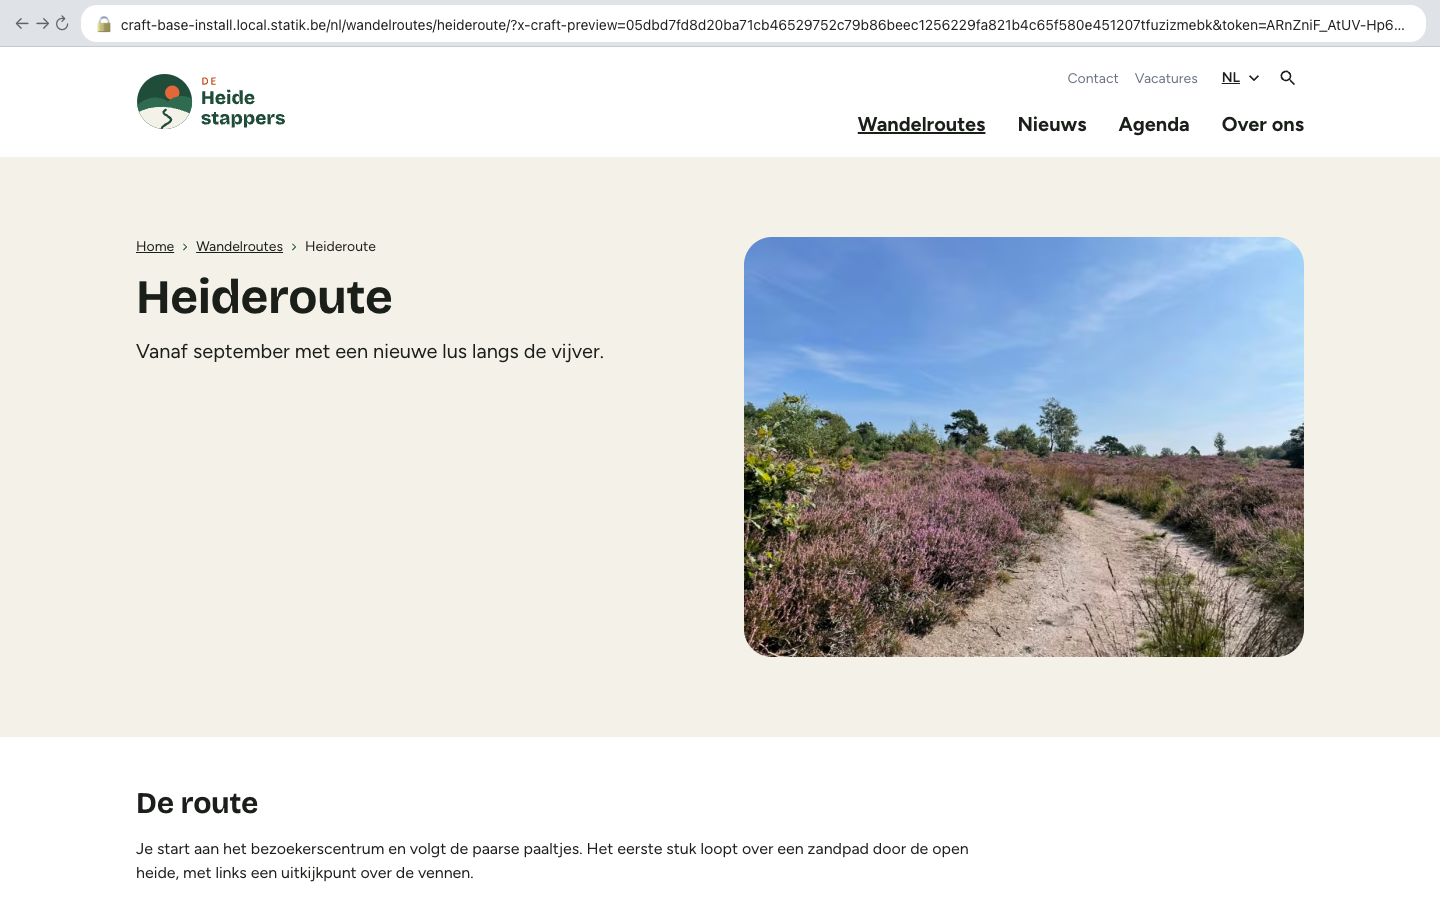 craft-base-install.local.statik.be/nl/wandelroutes/heideroute/?x-craft-preview=05dbd7fd8d20ba71cb46529752c79b86beec1256229fa821b4c65f580e451207tfuzizmebk&token=ARnZniF_AtUV-Hp6...
DE
Heide
stappers
Contact Vacatures NL
Wandelroutes Nieuws Agenda Over ons
Home › Wandelroutes › Heideroute
Heideroute
Vanaf september met een nieuwe lus langs de vijver.
De route
Je start aan het bezoekerscentrum en volgt de paarse paaltjes. Het eerste stuk loopt over een zandpad door de open
heide, met links een uitkijkpunt over de vennen.